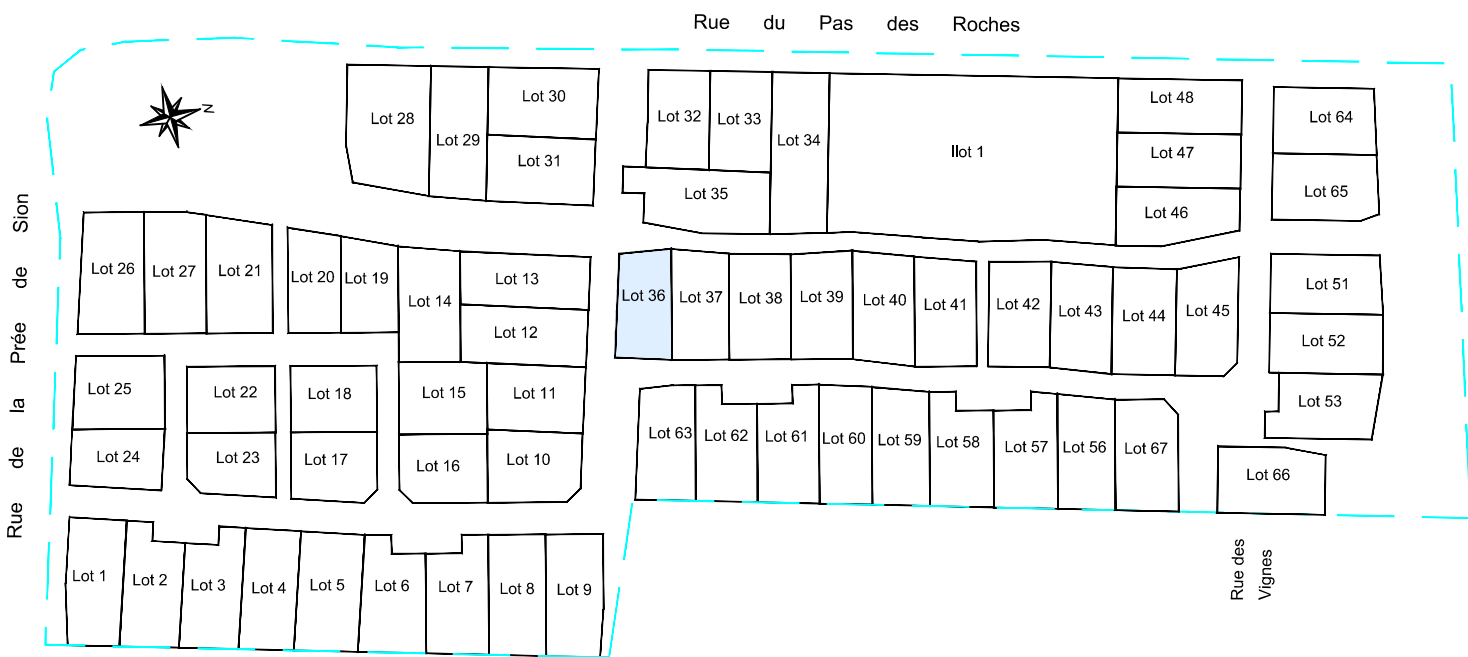 Rue du Pas des Roches
N
Lot 28
Lot 29
Lot 30
Lot 31
Lot 32
Lot 33
Lot 34
Lot 35
Ilot 1
Lot 48
Lot 47
Lot 46
Lot 64
Lot 65
Rue de la Prée de Sion
Lot 26
Lot 27
Lot 21
Lot 20
Lot 19
Lot 14
Lot 13
Lot 12
Lot 36
Lot 37
Lot 38
Lot 39
Lot 40
Lot 41
Lot 42
Lot 43
Lot 44
Lot 45
Lot 51
Lot 52
Lot 53
Lot 25
Lot 24
Lot 22
Lot 23
Lot 18
Lot 17
Lot 15
Lot 16
Lot 11
Lot 10
Lot 63
Lot 62
Lot 61
Lot 60
Lot 59
Lot 58
Lot 57
Lot 56
Lot 67
Lot 66
Lot 1
Lot 2
Lot 3
Lot 4
Lot 5
Lot 6
Lot 7
Lot 8
Lot 9
Rue des
Vignes